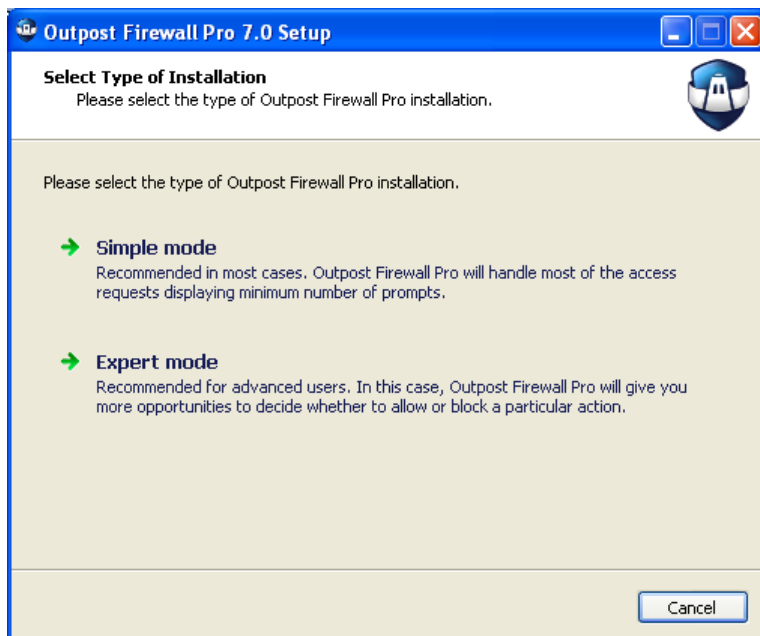 Outpost Firewall Pro 7.0 Setup
Select Type of Installation
Please select the type of Outpost Firewall Pro installation.
Please select the type of Outpost Firewall Pro installation.
Simple mode
Recommended in most cases. Outpost Firewall Pro will handle most of the access
requests displaying minimum number of prompts.
Expert mode
Recommended for advanced users. In this case, Outpost Firewall Pro will give you
more opportunities to decide whether to allow or block a particular action.
Cancel